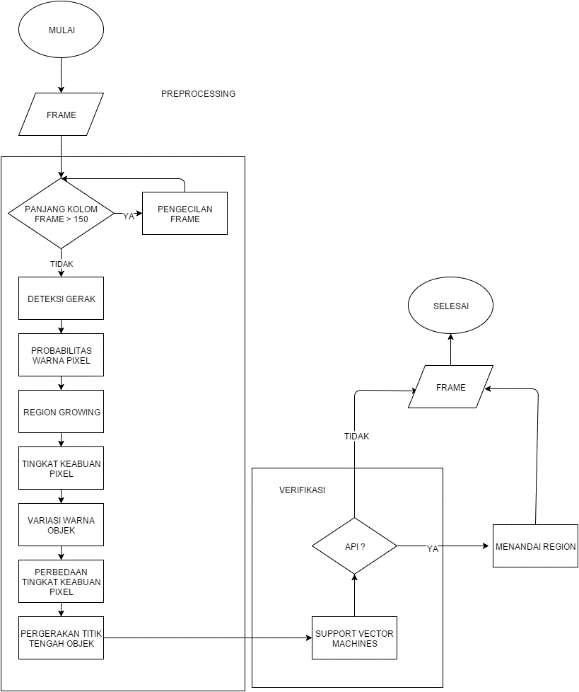 MULAI
PREPROCESSING
FRAME
PANJANG KOLOM
FRAME > 150
YA
PENGECILAN
FRAME
TIDAK
DETEKSI GERAK
PROBABILITAS
WARNA PIXEL
REGION GROWING
TINGKAT KEABUAN
PIXEL
VARIASI WARNA
OBJEK
PERBEDAAN
TINGKAT KEABUAN
PIXEL
PERGERAKAN TITIK
TENGAH OBJEK
SELESAI
FRAME
TIDAK
VERIFIKASI
API ?
YA
MENANDAI REGION
SUPPORT VECTOR
MACHINES